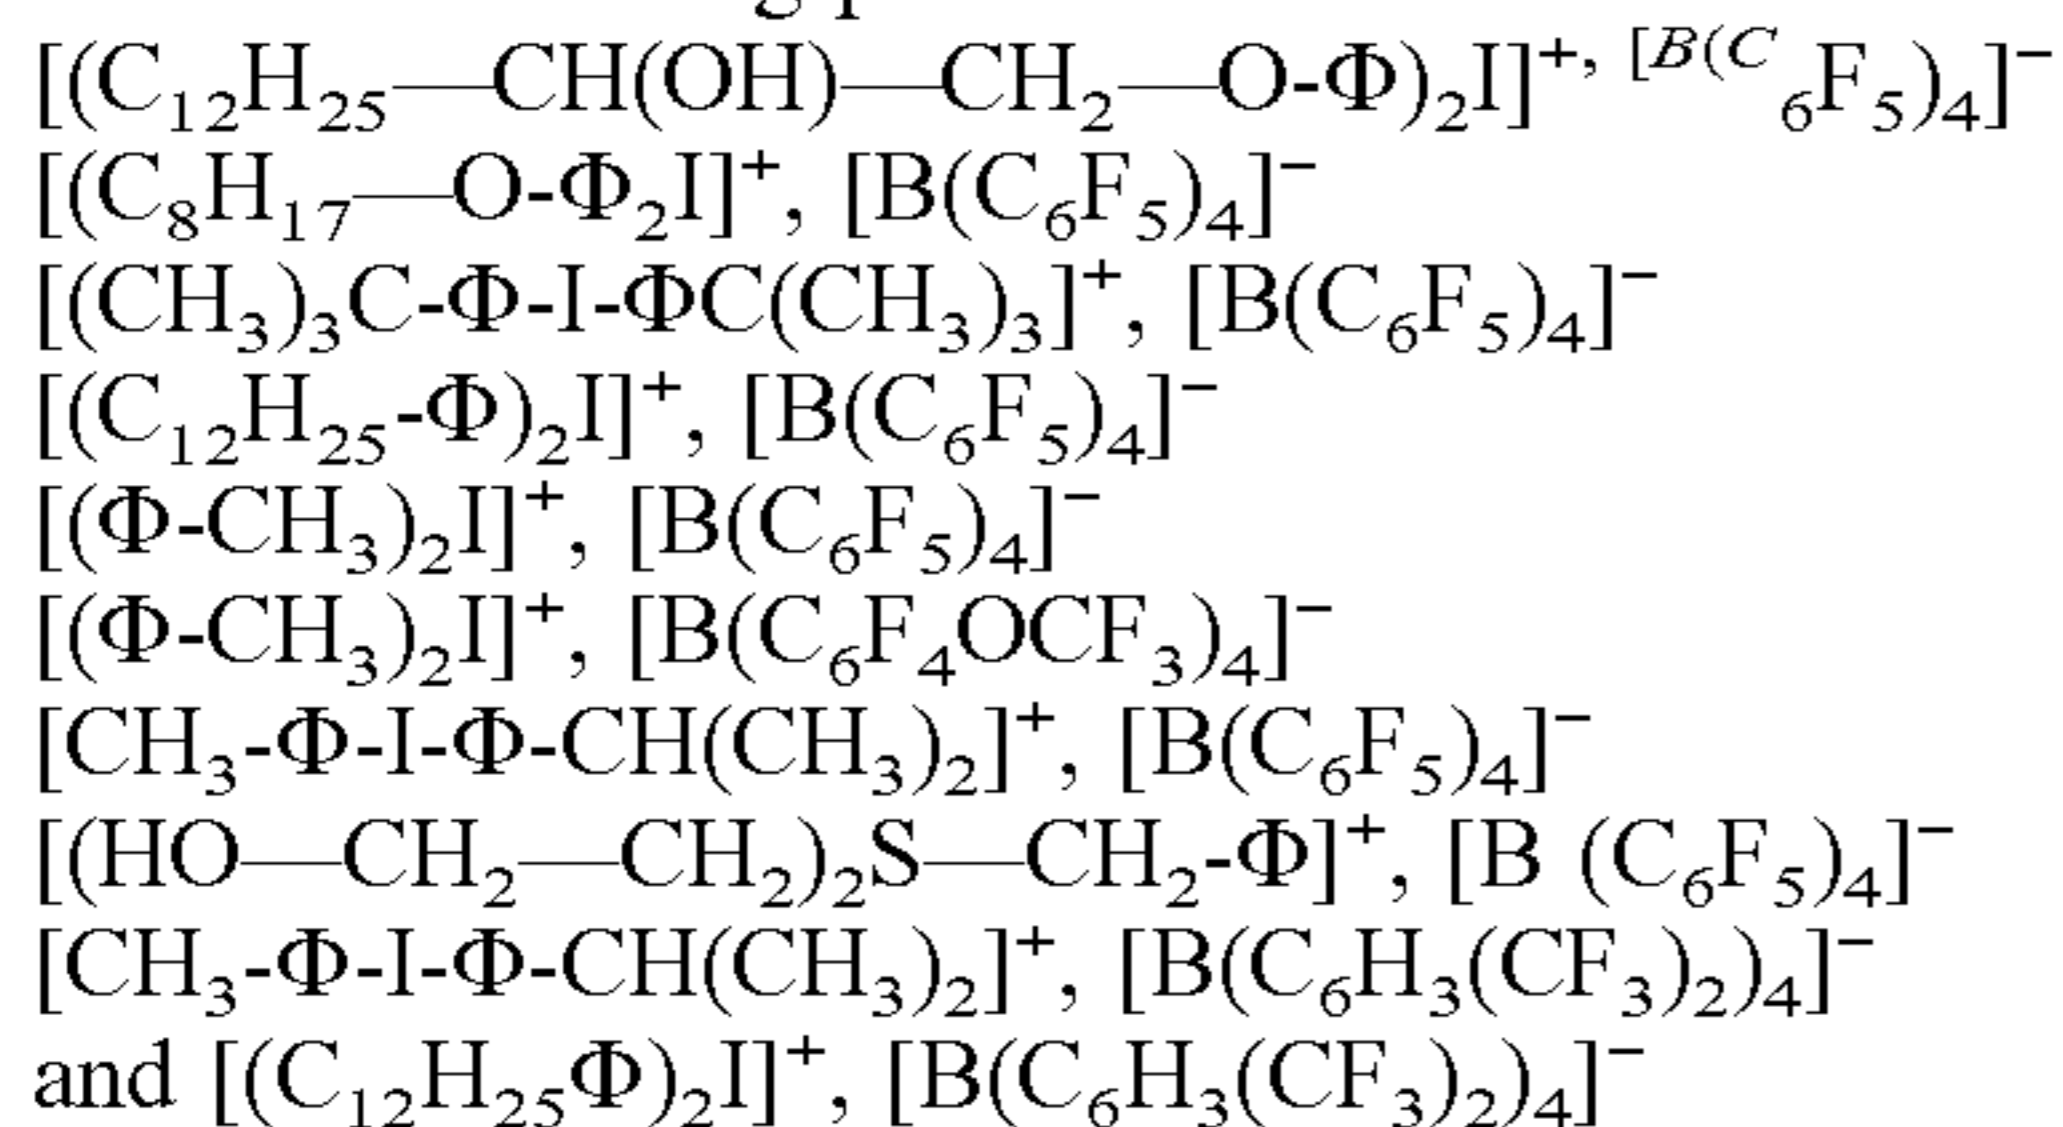 [(C₁₂H₂₅—CH(OH)—CH₂—O-Φ)₂I]⁺, [B(C₆F₅)₄]⁻
[(C₈H₁₇—O-Φ₂I]⁺, [B(C₆F₅)₄]⁻
[(CH₃)₃C-Φ-I-ΦC(CH₃)₃]⁺, [B(C₆F₅)₄]⁻
[(C₁₂H₂₅-Φ)₂I]⁺, [B(C₆F₅)₄]⁻
[(Φ-CH₃)₂I]⁺, [B(C₆F₅)₄]⁻
[(Φ-CH₃)₂I]⁺, [B(C₆F₄OCF₃)₄]⁻
[CH₃-Φ-I-Φ-CH(CH₃)₂]⁺, [B(C₆F₅)₄]⁻
[(HO—CH₂—CH₂)₂S—CH₂-Φ]⁺, [B (C₆F₅)₄]⁻
[CH₃-Φ-I-Φ-CH(CH₃)₂]⁺, [B(C₆H₃(CF₃)₂)₄]⁻
and [(C₁₂H₂₅Φ)₂I]⁺, [B(C₆H₃(CF₃)₂)₄]⁻